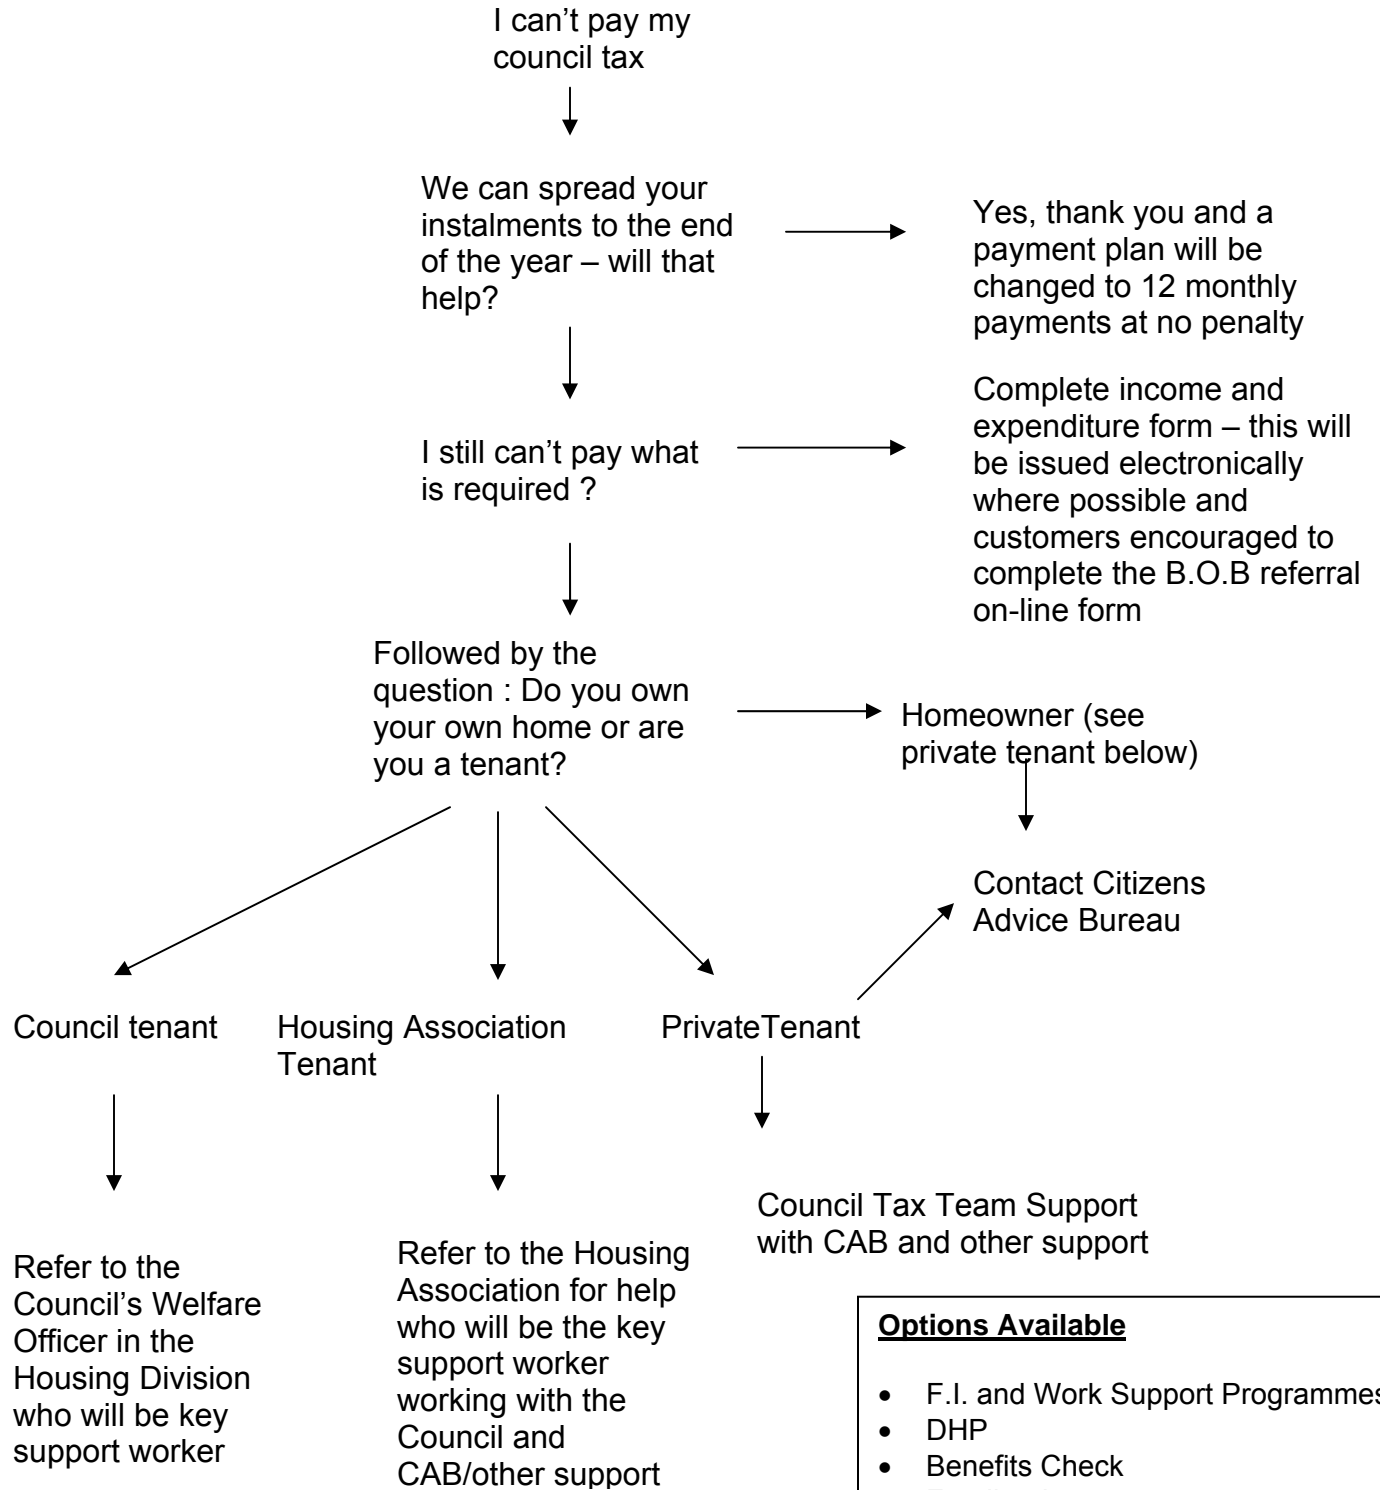 I can’t pay my
council tax
We can spread your
instalments to the end
of the year – will that
help?
Yes, thank you and a
payment plan will be
changed to 12 monthly
payments at no penalty
I still can’t pay what
is required ?
Complete income and
expenditure form – this will
be issued electronically
where possible and
customers encouraged to
complete the B.O.B referral
on-line form
Followed by the
question : Do you own
your own home or are
you a tenant?
Homeowner (see
private tenant below)
Contact Citizens
Advice Bureau
Council tenant
Housing Association
Tenant
PrivateTenant
Refer to the
Council’s Welfare
Officer in the
Housing Division
who will be key
support worker
Refer to the Housing
Association for help
who will be the key
support worker
working with the
Council and
CAB/other support
Council Tax Team Support
with CAB and other support
Options Available
• F.I. and Work Support Programmes
• DHP
• Benefits Check